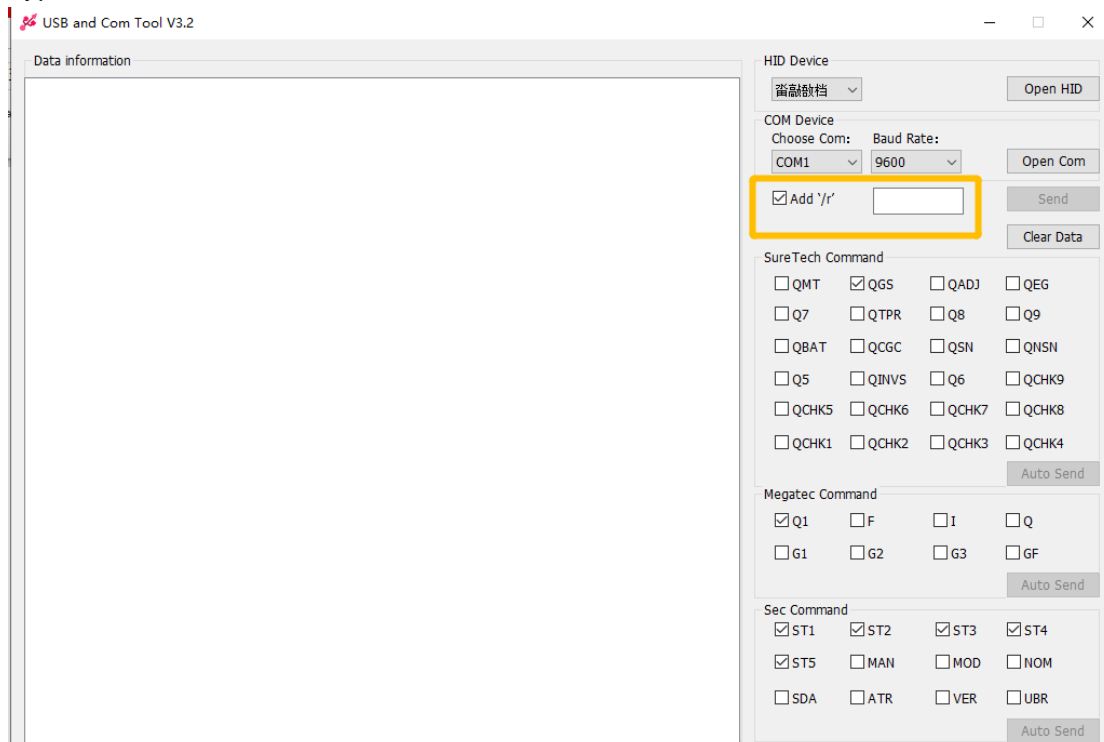 USB and Com Tool V3.2
Data information
HID Device
Open HID
COM Device
Choose Com: Baud Rate:
COM1 9600 Open Com
Add '/r' Send
Clear Data
SureTech Command
QMT QGS QADJ QEG
Q7 QTPR Q8 Q9
QBAT QCGC QSN QNSN
Q5 QINVS Q6 QCHK9
QCHK5 QCHK6 QCHK7 QCHK8
QCHK1 QCHK2 QCHK3 QCHK4
Auto Send
Megatec Command
Q1 F I Q
G1 G2 G3 GF
Auto Send
Sec Command
ST1 ST2 ST3 ST4
ST5 MAN MOD NOM
SDA ATR VER UBR
Auto Send